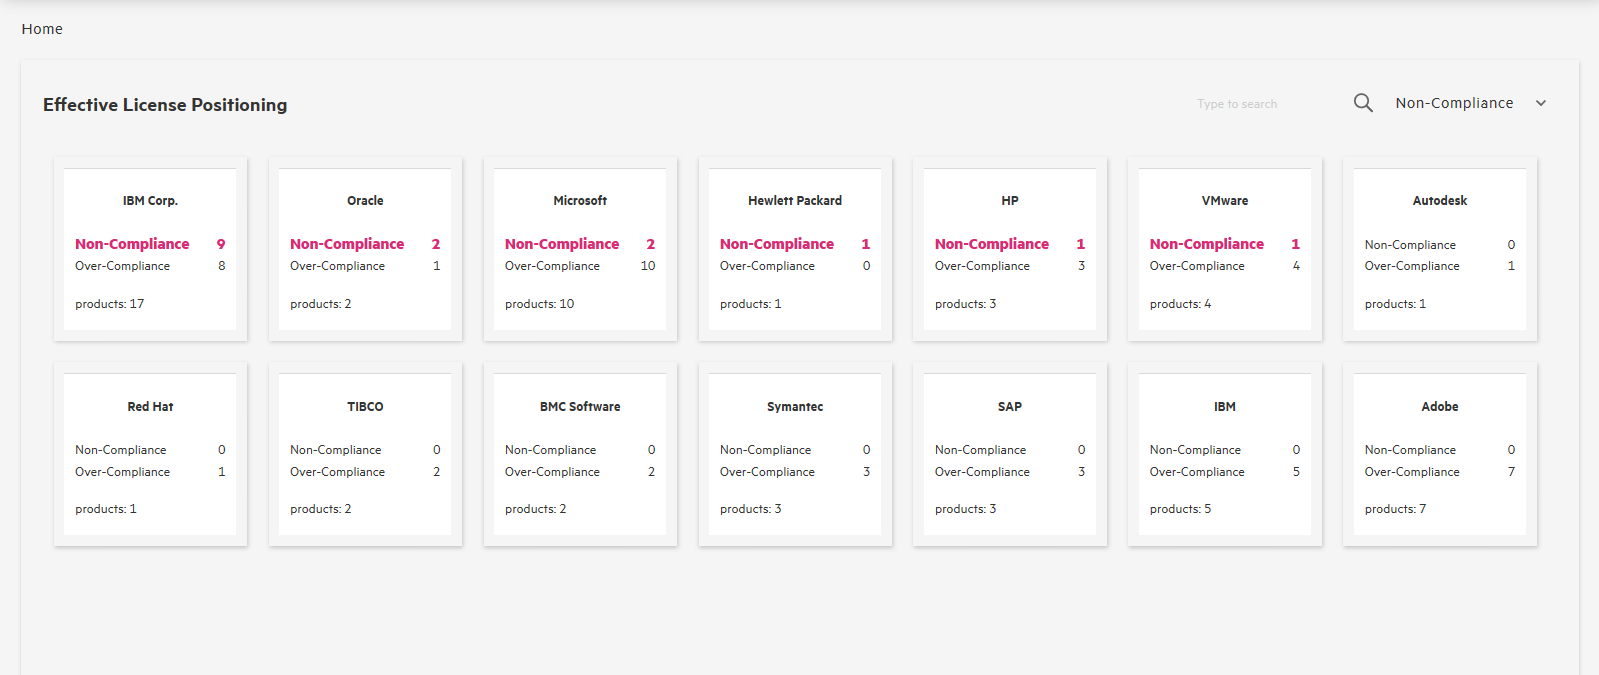 Home
Effective License Positioning
Type to search
Non-Compliance
IBM Corp.
Non-Compliance 9
Over-Compliance 8
products: 17
Oracle
Non-Compliance 2
Over-Compliance 1
products: 2
Microsoft
Non-Compliance 2
Over-Compliance 10
products: 10
Hewlett Packard
Non-Compliance 1
Over-Compliance 0
products: 1
HP
Non-Compliance 1
Over-Compliance 3
products: 3
VMware
Non-Compliance 1
Over-Compliance 4
products: 4
Autodesk
Non-Compliance 0
Over-Compliance 1
products: 1
Red Hat
Non-Compliance 0
Over-Compliance 1
products: 1
TIBCO
Non-Compliance 0
Over-Compliance 2
products: 2
BMC Software
Non-Compliance 0
Over-Compliance 2
products: 2
Symantec
Non-Compliance 0
Over-Compliance 3
products: 3
SAP
Non-Compliance 0
Over-Compliance 3
products: 3
IBM
Non-Compliance 0
Over-Compliance 5
products: 5
Adobe
Non-Compliance 0
Over-Compliance 7
products: 7